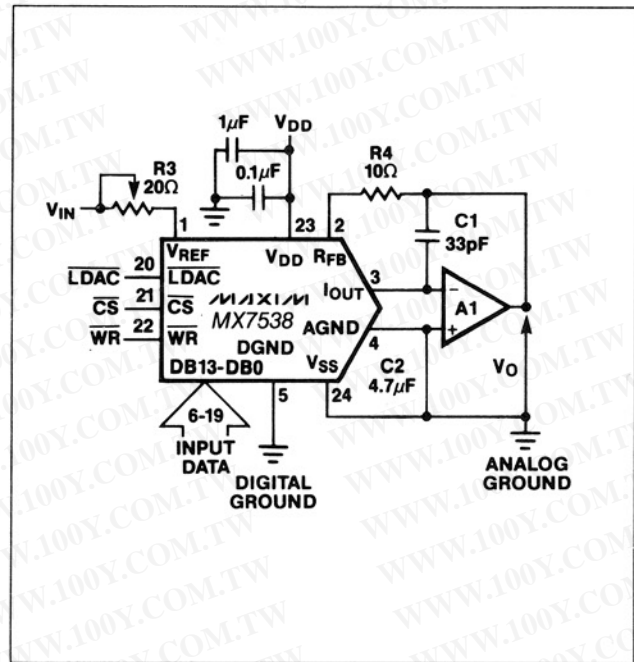 1μF
VDD
0.1μF
R3
20Ω
R4
10Ω
VIN
1
23
2
C1
33pF
VREF
VDD
RFB
20
LDAC
LDAC
3
IOUT
−
A1
21
CS
CS
MAXIM
MX7538
22
WR
WR
AGND
4
+
DGND
VSS
C2
4.7μF
VO
DB13-DB0
5
24
6-19
INPUT
DATA
DIGITAL
GROUND
ANALOG
GROUND
WWW.100Y.COM.TW